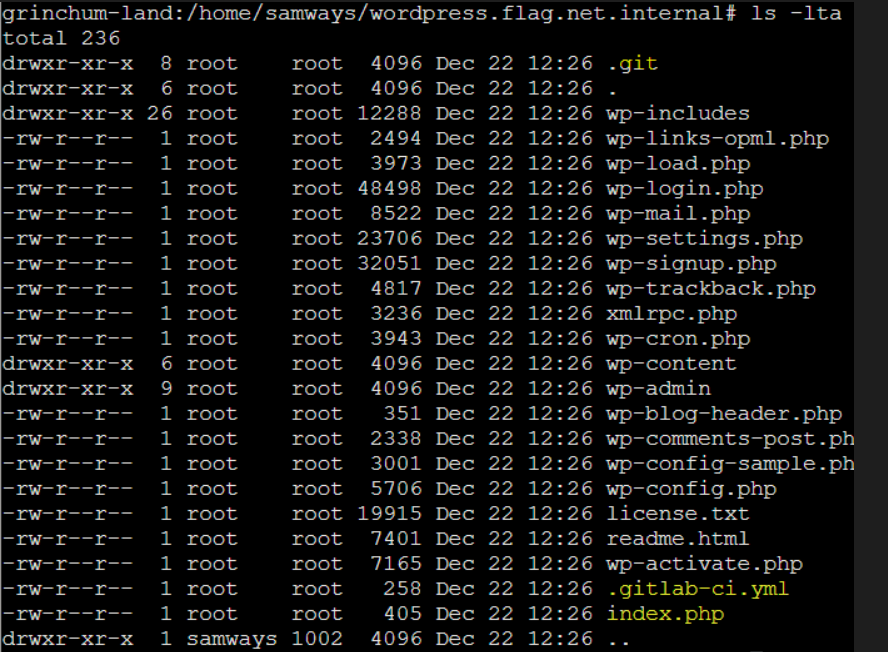 grinchum-land:/home/samways/wordpress.flag.net.internal# ls -lta
total 236
drwxr-xr-x  8 root    root  4096 Dec 22 12:26 .git
drwxr-xr-x  6 root    root  4096 Dec 22 12:26 .
drwxr-xr-x 26 root    root 12288 Dec 22 12:26 wp-includes
-rw-r--r--  1 root    root  2494 Dec 22 12:26 wp-links-opml.php
-rw-r--r--  1 root    root  3973 Dec 22 12:26 wp-load.php
-rw-r--r--  1 root    root 48498 Dec 22 12:26 wp-login.php
-rw-r--r--  1 root    root  8522 Dec 22 12:26 wp-mail.php
-rw-r--r--  1 root    root 23706 Dec 22 12:26 wp-settings.php
-rw-r--r--  1 root    root 32051 Dec 22 12:26 wp-signup.php
-rw-r--r--  1 root    root  4817 Dec 22 12:26 wp-trackback.php
-rw-r--r--  1 root    root  3236 Dec 22 12:26 xmlrpc.php
-rw-r--r--  1 root    root  3943 Dec 22 12:26 wp-cron.php
drwxr-xr-x  6 root    root  4096 Dec 22 12:26 wp-content
drwxr-xr-x  9 root    root  4096 Dec 22 12:26 wp-admin
-rw-r--r--  1 root    root   351 Dec 22 12:26 wp-blog-header.php
-rw-r--r--  1 root    root  2338 Dec 22 12:26 wp-comments-post.ph
-rw-r--r--  1 root    root  3001 Dec 22 12:26 wp-config-sample.ph
-rw-r--r--  1 root    root  5706 Dec 22 12:26 wp-config.php
-rw-r--r--  1 root    root 19915 Dec 22 12:26 license.txt
-rw-r--r--  1 root    root  7401 Dec 22 12:26 readme.html
-rw-r--r--  1 root    root  7165 Dec 22 12:26 wp-activate.php
-rw-r--r--  1 root    root   258 Dec 22 12:26 .gitlab-ci.yml
-rw-r--r--  1 root    root   405 Dec 22 12:26 index.php
drwxr-xr-x  1 samways 1002  4096 Dec 22 12:26 ..